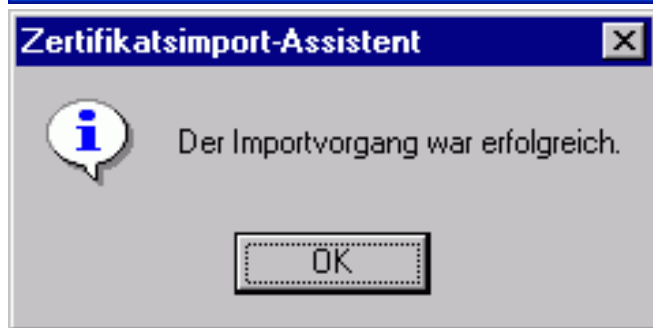 Zertifikatsimport-Assistent
Der Importvorgang war erfolgreich.
OK